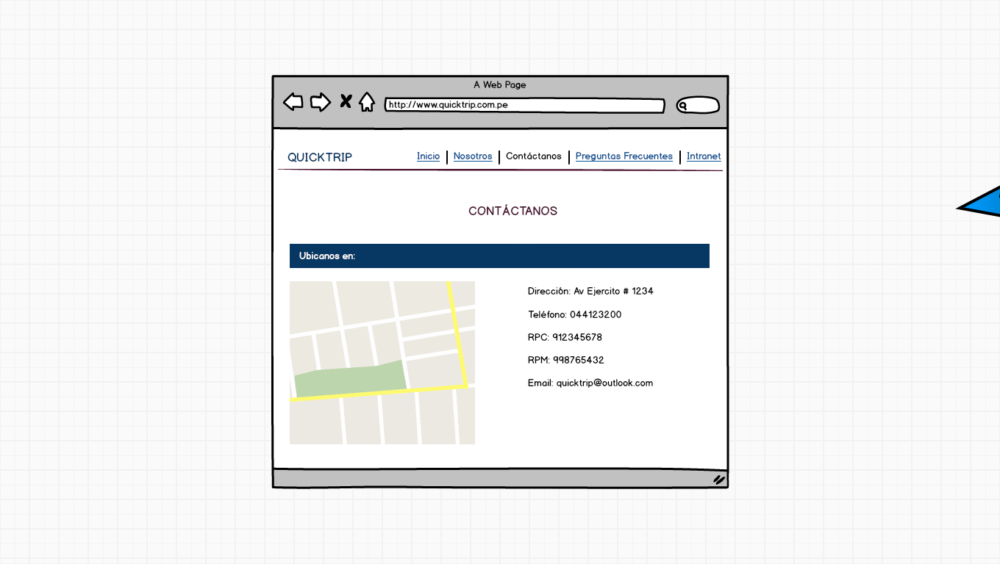 A Web Page
http://www.quicktrip.com.pe
QUICKTRIP
Inicio Nosotros Contáctanos Preguntas Frecuentes Intranet
CONTÁCTANOS
Ubicanos en:
Dirección: Av Ejercito # 1234
Teléfono: 044123200
RPC: 912345678
RPM: 998765432
Email: quicktrip@outlook.com